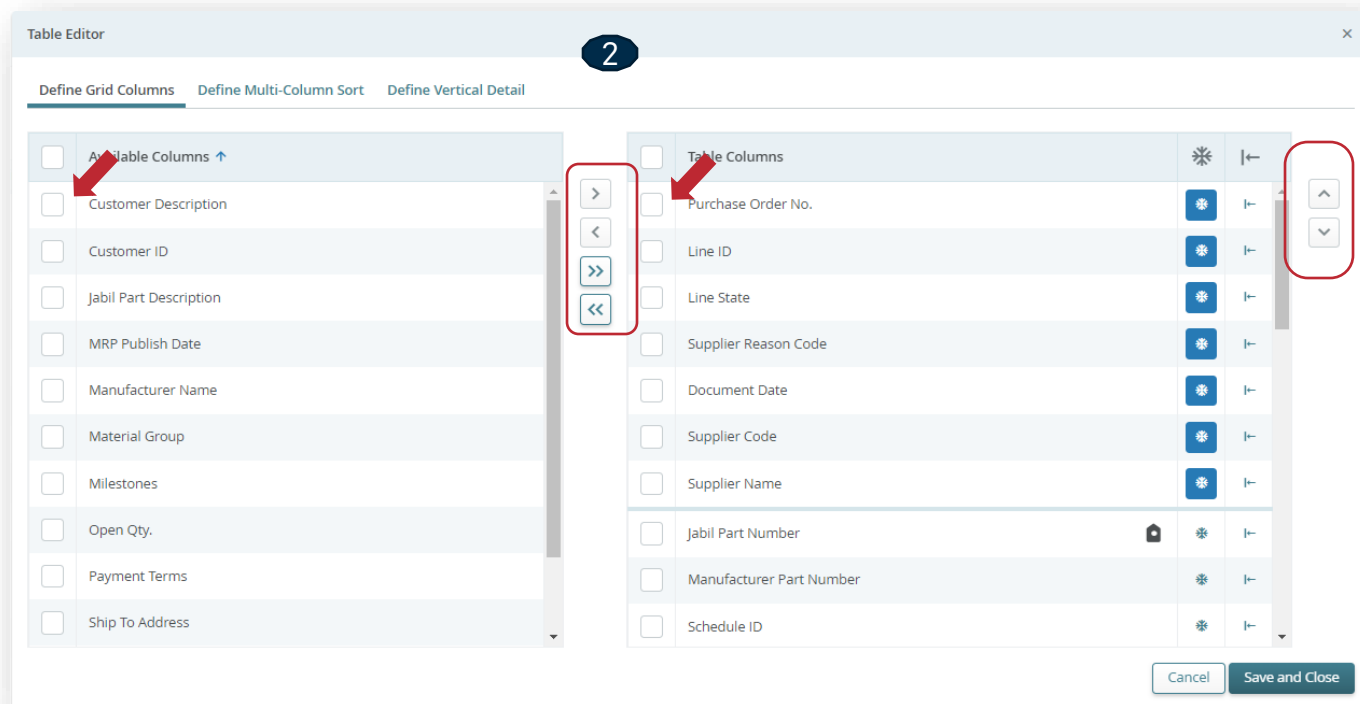 Table Editor
2
Define Grid Columns Define Multi-Column Sort Define Vertical Detail
Available Columns
Customer Description
Customer ID
Jabil Part Description
MRP Publish Date
Manufacturer Name
Material Group
Milestones
Open Qty.
Payment Terms
Ship To Address
Table Columns
Purchase Order No.
Line ID
Line State
Supplier Reason Code
Document Date
Supplier Code
Supplier Name
Jabil Part Number
Manufacturer Part Number
Schedule ID
Cancel Save and Close